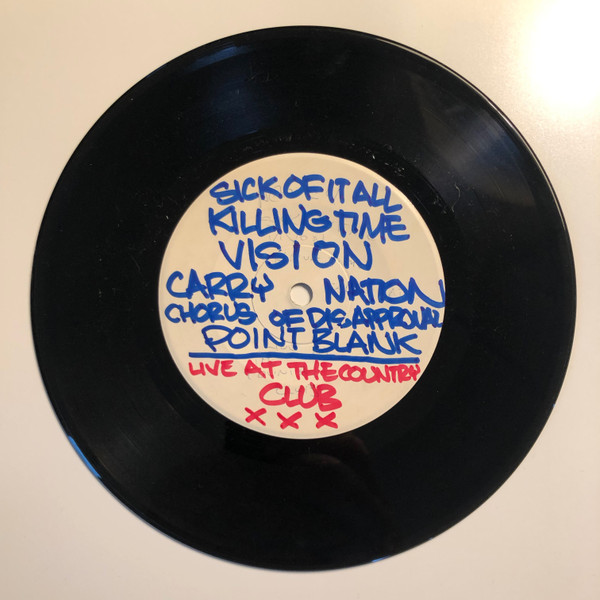 SICK OF IT ALL
KILLING TIME
VISION
CARRY NATION
CHORUS OF DISAPPROVAL
POINT BLANK
LIVE AT THE COUNTRY
CLUB
XXX